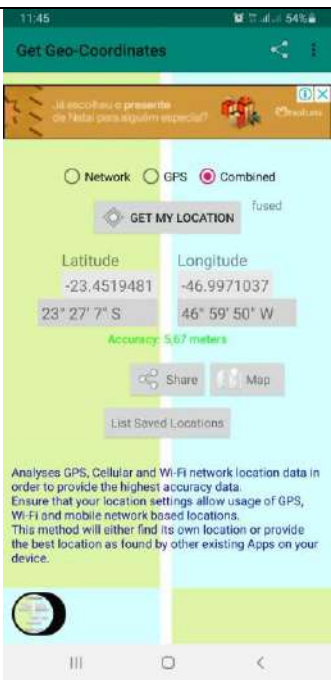 11:45
54%
Get Geo-Coordinates
Já escolheu o presente
de Natal para alguém especial?
natura
Network
GPS
Combined
GET MY LOCATION
fused
Latitude
Longitude
-23.4519481
-46.9971037
23° 27' 7" S
46° 59' 50" W
Accuracy: 5,67 meters
Share
Map
List Saved Locations
Analyses GPS, Cellular and Wi-Fi network location data in
order to provide the highest accuracy data.
Ensure that your location settings allow usage of GPS,
Wi-Fi and mobile network based locations.
This method will either find its own location or provide
the best location as found by other existing Apps on your
device.